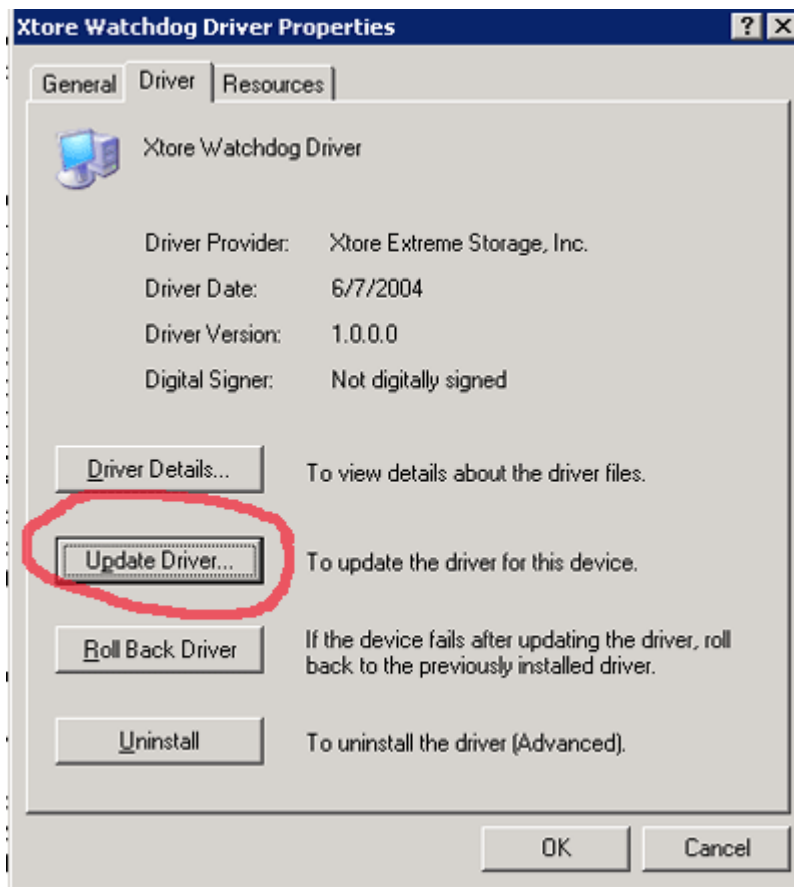 Xtore Watchdog Driver Properties
General Driver Resources
Xtore Watchdog Driver
Driver Provider: Xtore Extreme Storage, Inc.
Driver Date: 6/7/2004
Driver Version: 1.0.0.0
Digital Signer: Not digitally signed
Driver Details... To view details about the driver files.
Update Driver... To update the driver for this device.
Roll Back Driver If the device fails after updating the driver, roll
back to the previously installed driver.
Uninstall To uninstall the driver (Advanced).
OK Cancel